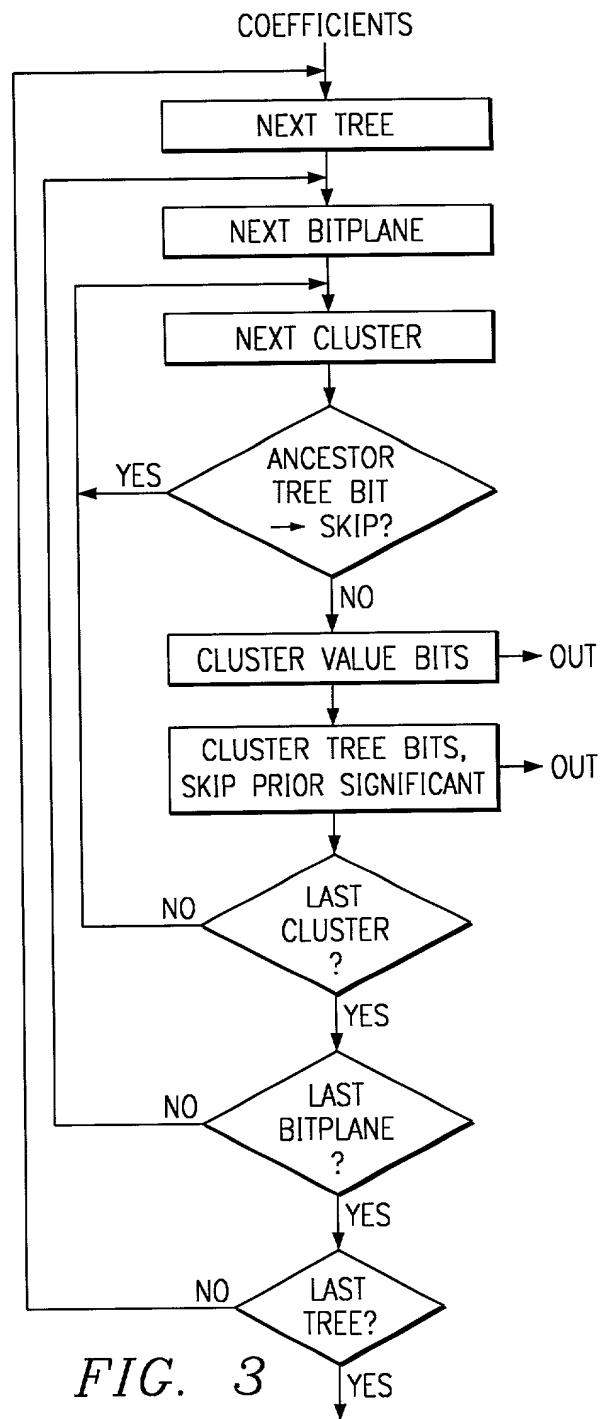 COEFFICIENTS
NEXT TREE
NEXT BITPLANE
NEXT CLUSTER
YES
ANCESTOR
TREE BIT
→ SKIP?
NO
CLUSTER VALUE BITS
OUT
CLUSTER TREE BITS,
SKIP PRIOR SIGNIFICANT
OUT
NO
LAST
CLUSTER
?
YES
NO
LAST
BITPLANE
?
YES
NO
LAST
TREE?
YES
FIG. 3